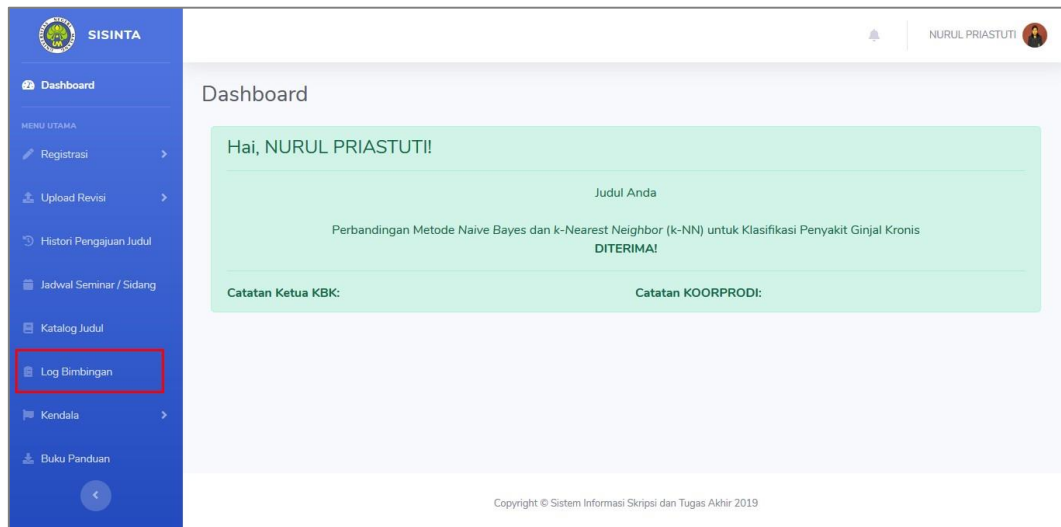 SISINTA
NURUL PRIASTUTI
Dashboard
Dashboard
MENU UTAMA
Registrasi
Upload Revisi
Histori Pengajuan Judul
Jadwal Seminar / Sidang
Katalog Judul
Log Bimbingan
Kendala
Buku Panduan
Hai, NURUL PRIASTUTI!
Judul Anda
Perbandingan Metode Naive Bayes dan k-Nearest Neighbor (k-NN) untuk Klasifikasi Penyakit Ginjal Kronis
DITERIMA!
Catatan Ketua KBK:
Catatan KOORPRODI:
Copyright © Sistem Informasi Skripsi dan Tugas Akhir 2019